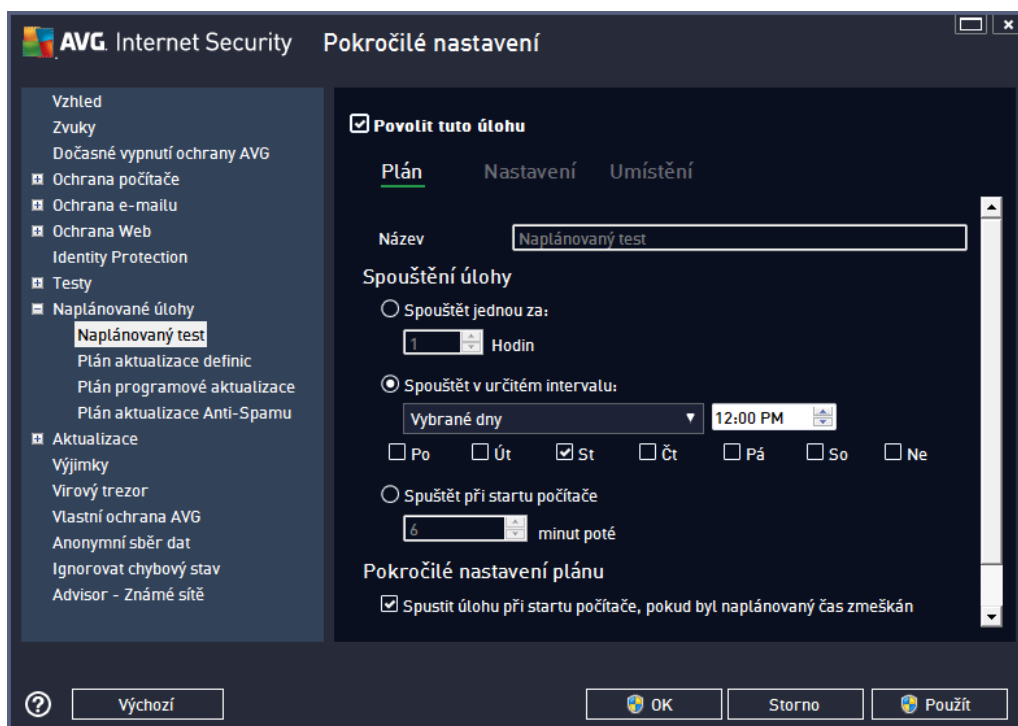 AVG. Internet Security Pokročilé nastavení
Vzhled
Zvuky
Dočasné vypnutí ochrany AVG
Ochrana počítače
Ochrana e-mailu
Ochrana Web
Identity Protection
Testy
Naplánované úlohy
Naplánovaný test
Plán aktualizace definic
Plán programové aktualizace
Plán aktualizace Anti-Spamu
Aktualizace
Výjimky
Virový trezor
Vlastní ochrana AVG
Anonymní sběr dat
Ignorovat chybový stav
Advisor - Známé sítě
Povolit tuto úlohu
Plán Nastavení Umístění
Název Naplánovaný test
Spouštění úlohy
Spouštět jednou za:
1 Hodin
Spouštět v určitém intervalu:
Vybrané dny 12:00 PM
Po Út St Čt Pá So Ne
Spuštět při startu počítače
6 minut poté
Pokročilé nastavení plánu
Spustit úlohu při startu počítače, pokud byl naplánovaný čas zmeškán
? Výchozí OK Storno Použít